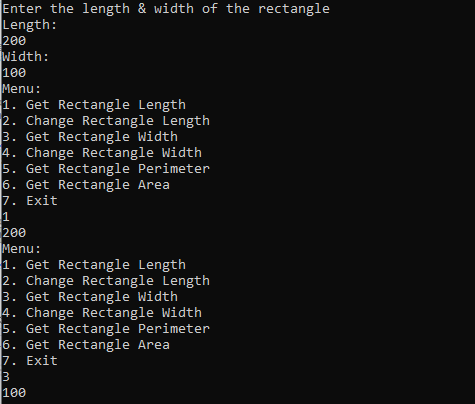 Enter the length & width of the rectangle
Length:
200
Width:
100
Menu:
1. Get Rectangle Length
2. Change Rectangle Length
3. Get Rectangle Width
4. Change Rectangle Width
5. Get Rectangle Perimeter
6. Get Rectangle Area
7. Exit
1
200
Menu:
1. Get Rectangle Length
2. Change Rectangle Length
3. Get Rectangle Width
4. Change Rectangle Width
5. Get Rectangle Perimeter
6. Get Rectangle Area
7. Exit
3
100